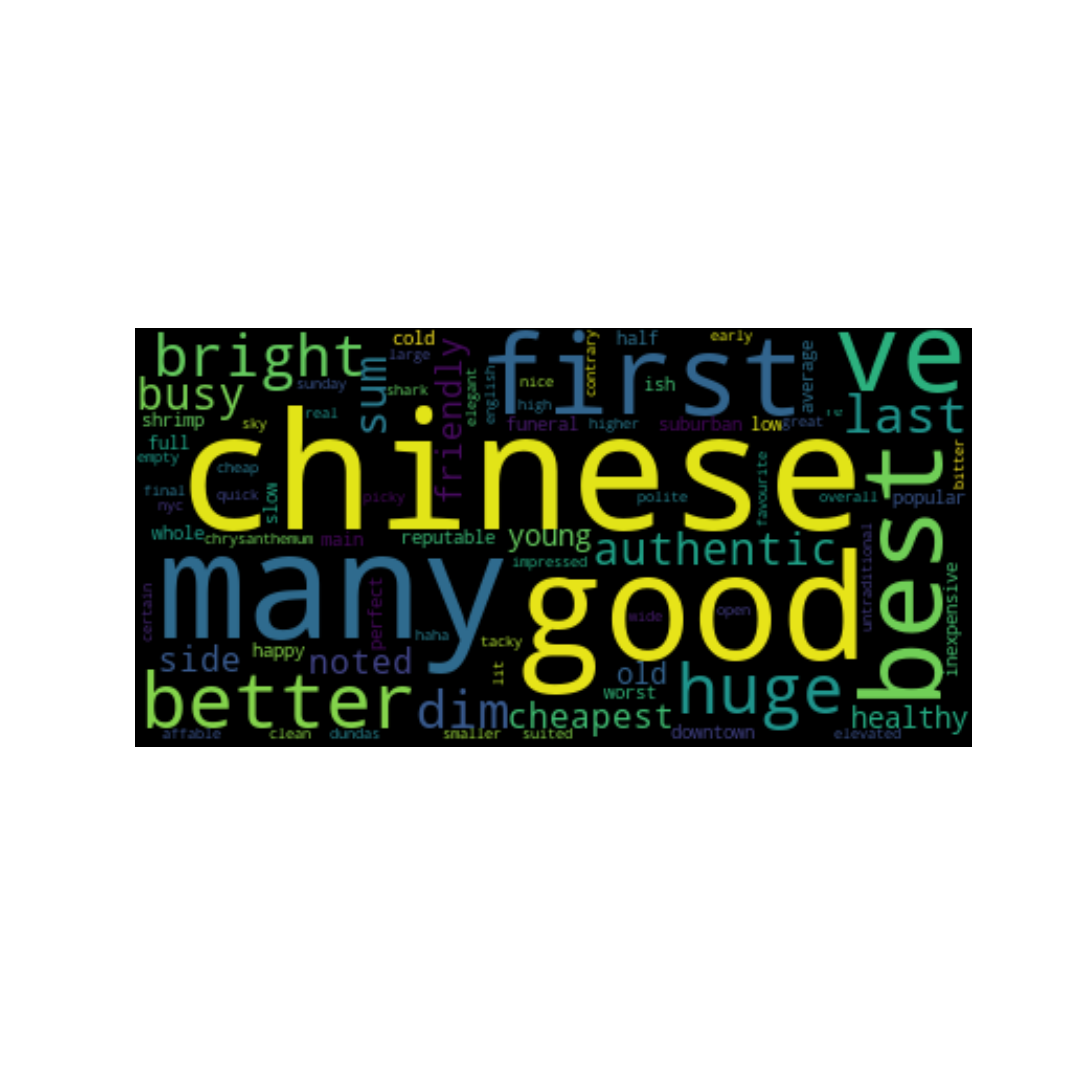 cold
half
early
bright
large
sum
friendly
first
contrary
average
ve
busy
sunday
shark
elegant
english
nice
ish
high
shrimp
sky
real
funeral
higher
suburban
low
great
've
last
full
empty
cheap
chinese
favourite
best
bitter
final
nyc
quick
slow
picky
polite
overall
popular
whole
chrysanthemum
main
reputable
young
impressed
authentic
untraditional
inexpensive
certain
many
perfect
haha
good
wide
open
side
happy
noted
tacky
lit
old
worst
huge
better
dim
cheapest
healthy
affable
clean
dundas
smaller
suited
downtown
elevated